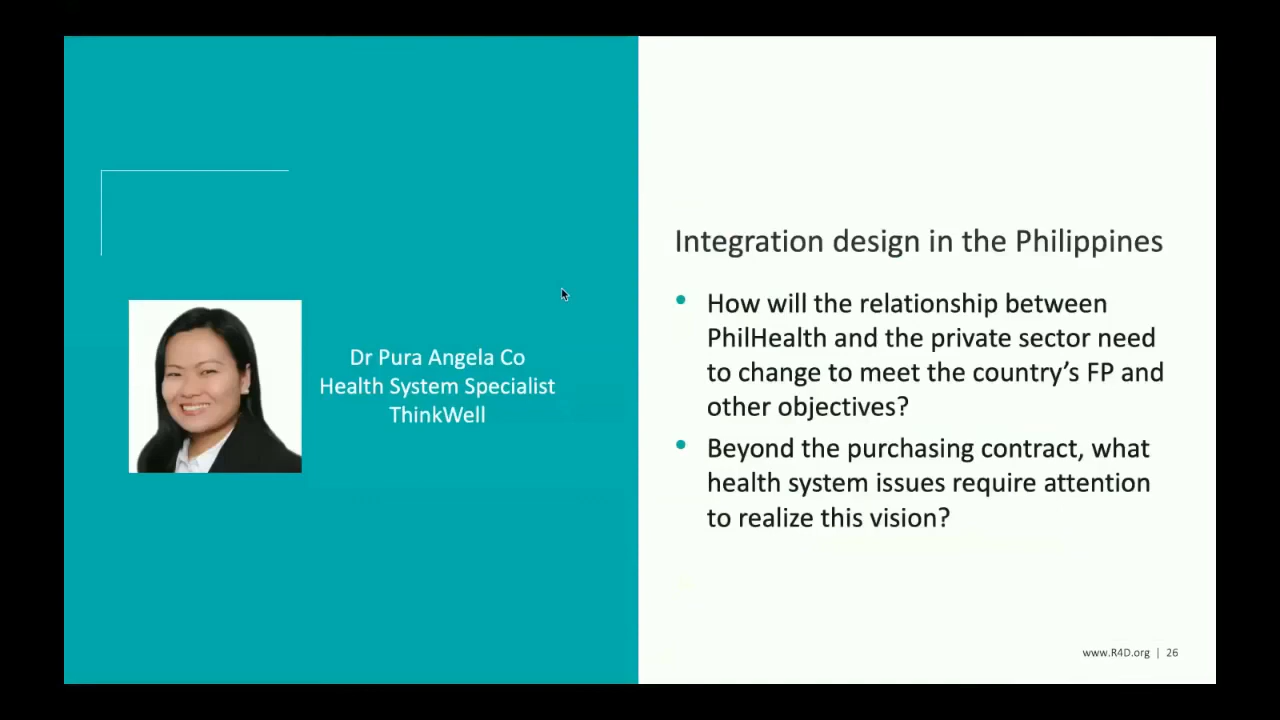 Dr Pura Angela Co
Health System Specialist
ThinkWell
Integration design in the Philippines
• How will the relationship between
PhilHealth and the private sector need
to change to meet the country’s FP and
other objectives?
• Beyond the purchasing contract, what
health system issues require attention
to realize this vision?
www.R4D.org | 26